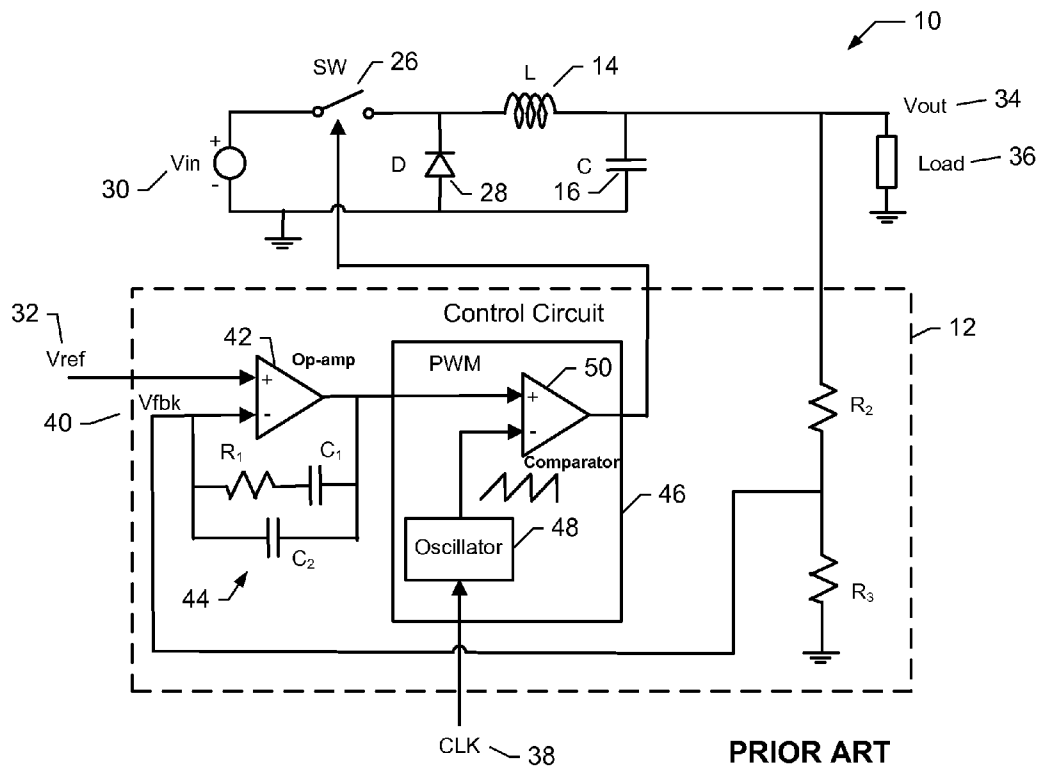 10
SW
26
L
14
Vout
34
+
30
Vin
-
D
28
C
16
Load
36
32
Vref
Control Circuit
12
42
Op-amp
+
-
PWM
50
+
-
Comparator
40
Vfbk
R1
C1
C2
44
Oscillator
48
46
R2
R3
CLK
38
PRIOR ART